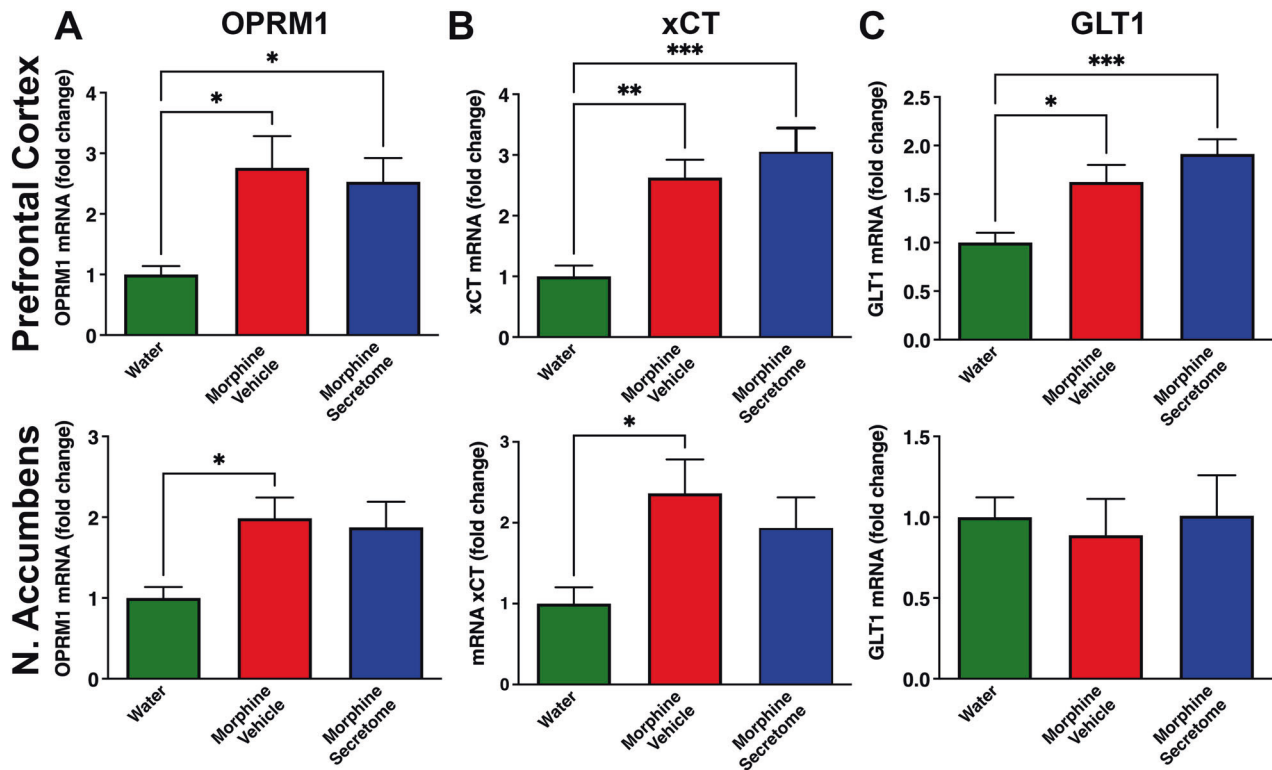 A
OPRM1
B
xCT
C
GLT1
Prefrontal Cortex
OPRM1 mRNA (fold change)
4
3
2
1
0
*
*
Water
Morphine
Vehicle
Morphine
Secretome
xCT mRNA (fold change)
4
3
2
1
0
**
***
Water
Morphine
Vehicle
Morphine
Secretome
GLT1 mRNA (fold change)
2.5
2.0
1.5
1.0
0.5
0.0
*
***
Water
Morphine
Vehicle
Morphine
Secretome
N. Accumbens
OPRM1 mRNA (fold change)
3
2
1
0
*
Water
Morphine
Vehicle
Morphine
Secretome
mRNA xCT (fold change)
3
2
1
0
*
Water
Morphine
Vehicle
Morphine
Secretome
GLT1 mRNA (fold change)
1.5
1.0
0.5
0.0
Water
Morphine
Vehicle
Morphine
Secretome